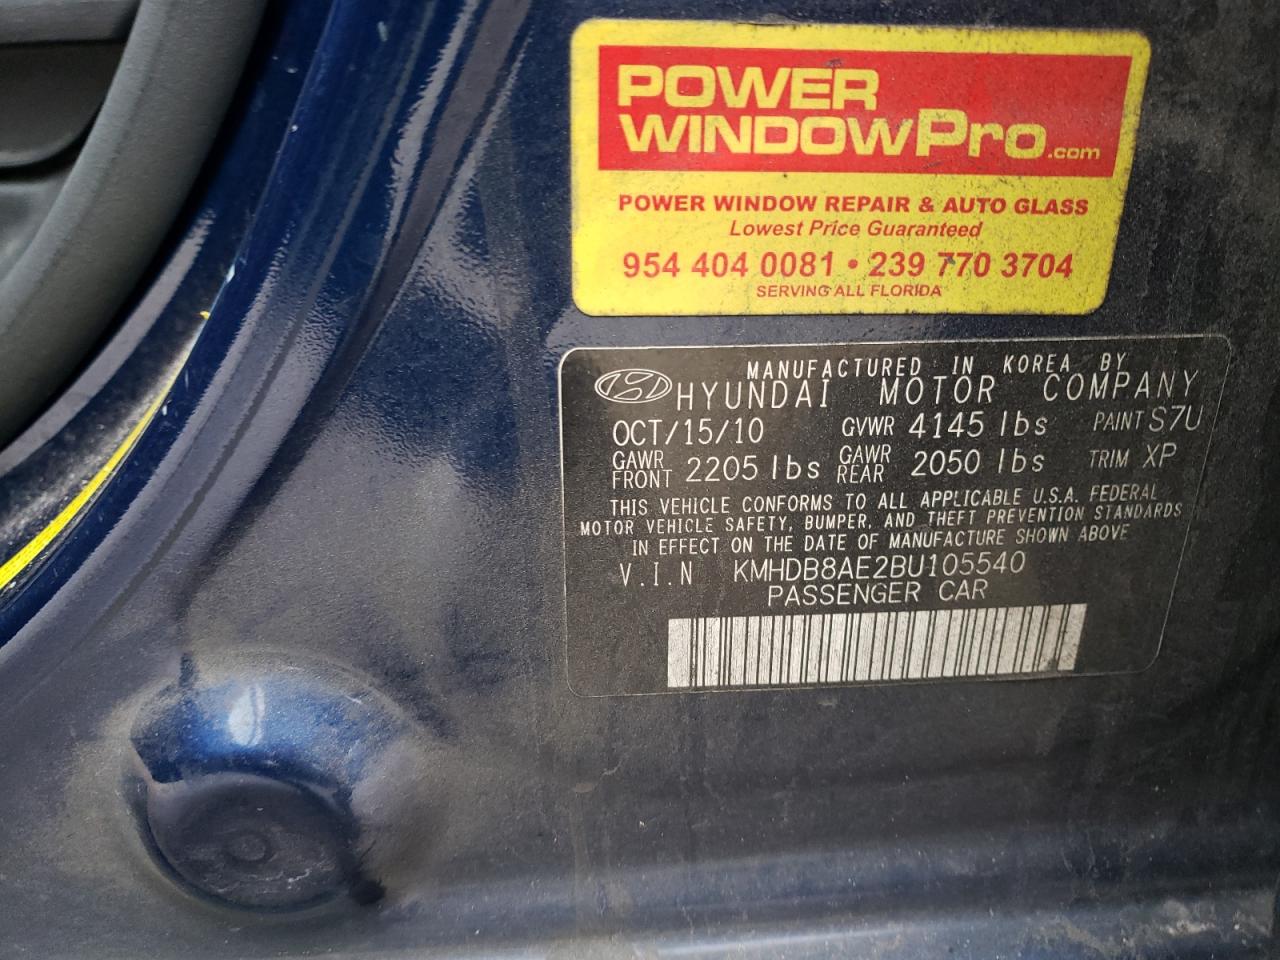 POWER
WINDOWPro.com
POWER WINDOW REPAIR & AUTO GLASS
Lowest Price Guaranteed
954 404 0081 • 239 770 3704
SERVING ALL FLORIDA
MANUFACTURED IN KOREA BY
HYUNDAI MOTOR COMPANY
OCT/15/10 GVWR 4145 lbs PAINT S7U
GAWR FRONT 2205 lbs GAWR REAR 2050 lbs TRIM XP
THIS VEHICLE CONFORMS TO ALL APPLICABLE U.S.A. FEDERAL
MOTOR VEHICLE SAFETY, BUMPER, AND THEFT PREVENTION STANDARDS
IN EFFECT ON THE DATE OF MANUFACTURE SHOWN ABOVE
V.I.N KMHDB8AE2BU105540
PASSENGER CAR